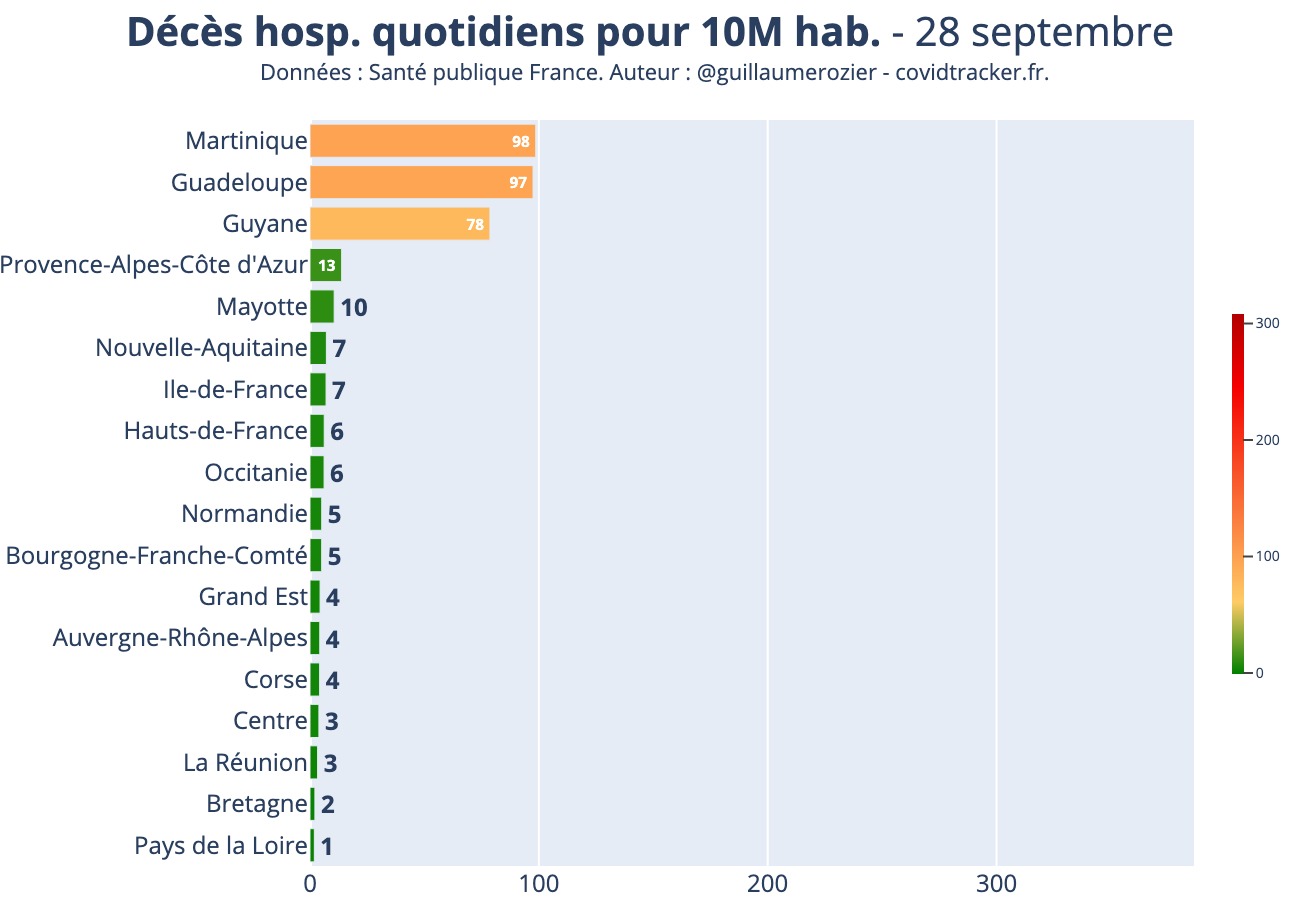 Décès hosp. quotidiens pour 10M hab. - 28 septembre
Données : Santé publique France. Auteur : @guillaumerozier - covidtracker.fr.
Martinique 98
Guadeloupe 97
Guyane 78
Provence-Alpes-Côte d'Azur 13
Mayotte 10
Nouvelle-Aquitaine 7
Ile-de-France 7
Hauts-de-France 6
Occitanie 6
Normandie 5
Bourgogne-Franche-Comté 5
Grand Est 4
Auvergne-Rhône-Alpes 4
Corse 4
Centre 3
La Réunion 3
Bretagne 2
Pays de la Loire 1
0 100 200 300
300
200
100
0